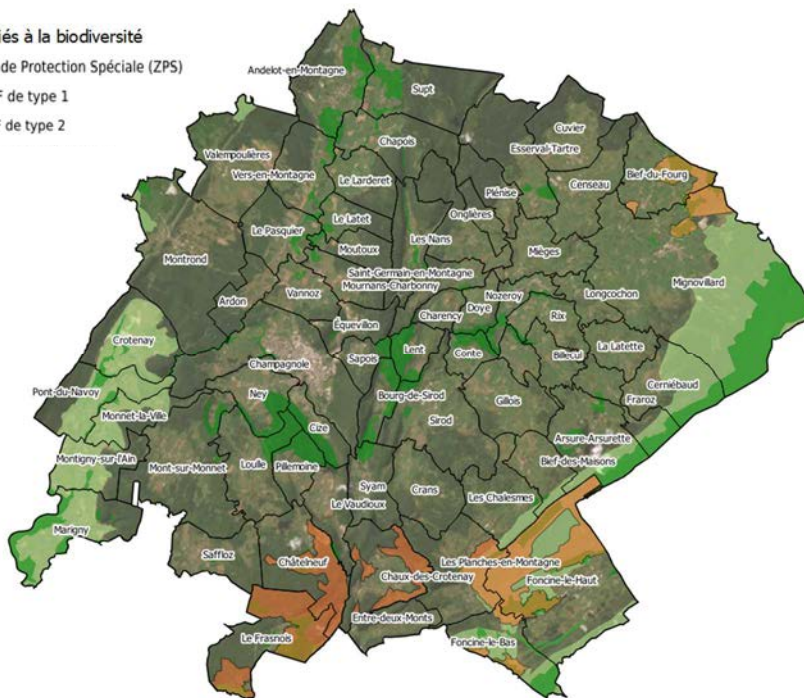 iés à la biodiversité
de Protection Spéciale (ZPS)
F de type 1
F de type 2
Andelot-en-Montagne
Supt
Cuvier
Chapois
Esserval-Tartre
Valempoulières
Vers-en-Montagne
Bief-du-Fourg
Le Larderet
Plénise
Censeau
Le Latet
Onglières
Le Pasquier
Les Nans
Moutoux
Mièges
Montrond
Saint-Germain-en-Montagne
Mignovillard
Mournans-Charbonny
Vannoz
Nozeroy
Longcochon
Ardon
Doye
Charency
Rix
Équevillon
Crotenay
Lent
La Latette
Sapois
Conte
Billecul
Champagnole
Cerniébaud
Pont-du-Navoy
Ney
Bourg-de-Sirod
Gillois
Fraroz
Monnet-la-Ville
Cize
Sirod
Arsure-Arsurette
Montigny-sur-l'Ain
Mont-sur-Monnet
Loulle
Pillemoine
Bief-des-Maisons
Syam
Crans
Les Chalesmes
Le Vaudioux
Marigny
Saffloz
Châtelneuf
Les Planches-en-Montagne
Chaux-des-Crotenay
Foncine-le-Haut
Entre-deux-Monts
Le Frasnois
Foncine-le-Bas